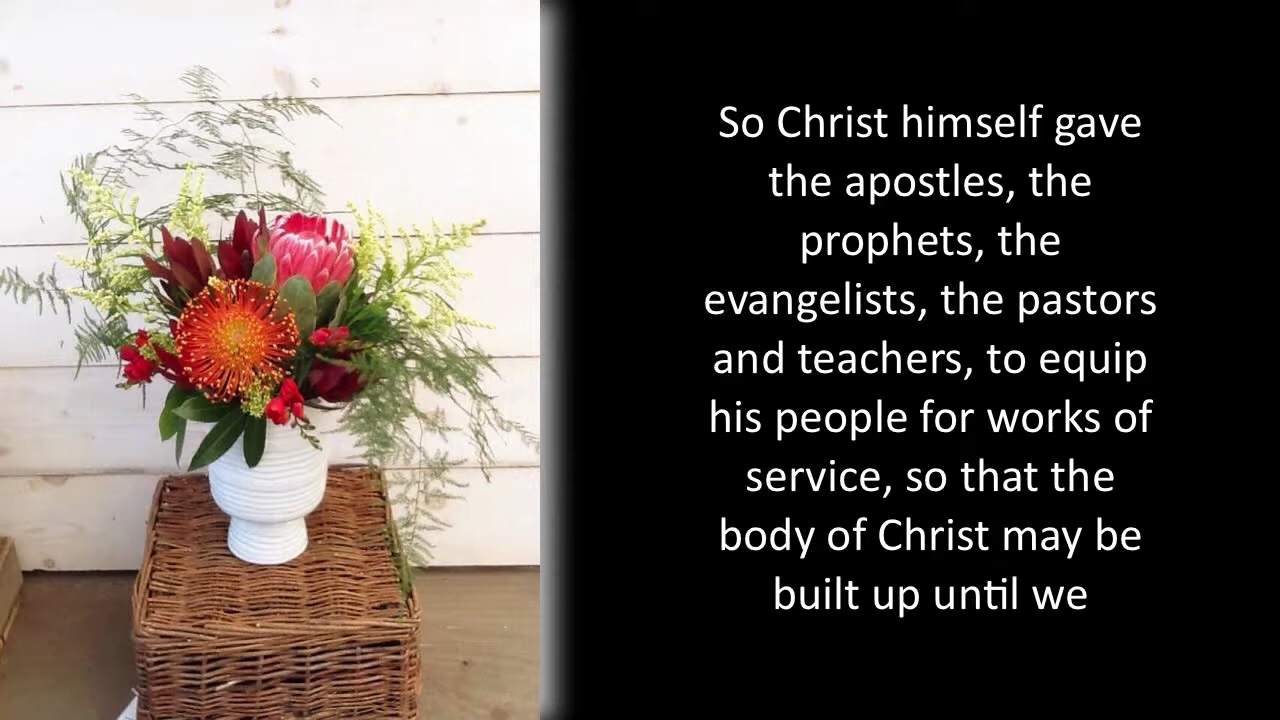 So Christ himself gave
the apostles, the
prophets, the
evangelists, the pastors
and teachers, to equip
his people for works of
service, so that the
body of Christ may be
built up until we